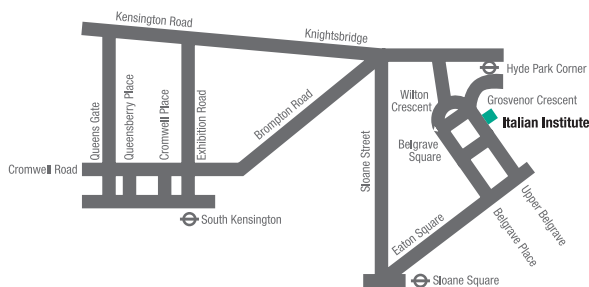 Kensington Road
Knightsbridge
Hyde Park Corner
Wilton
Crescent
Grosvenor Crescent
Italian Institute
Queens Gate
Queensberry Place
Cromwell Place
Exhibition Road
Brompton Road
Sloane Street
Belgrave
Square
Cromwell Road
Upper Belgrave
Belgrave Place
Eaton Square
South Kensington
Sloane Square